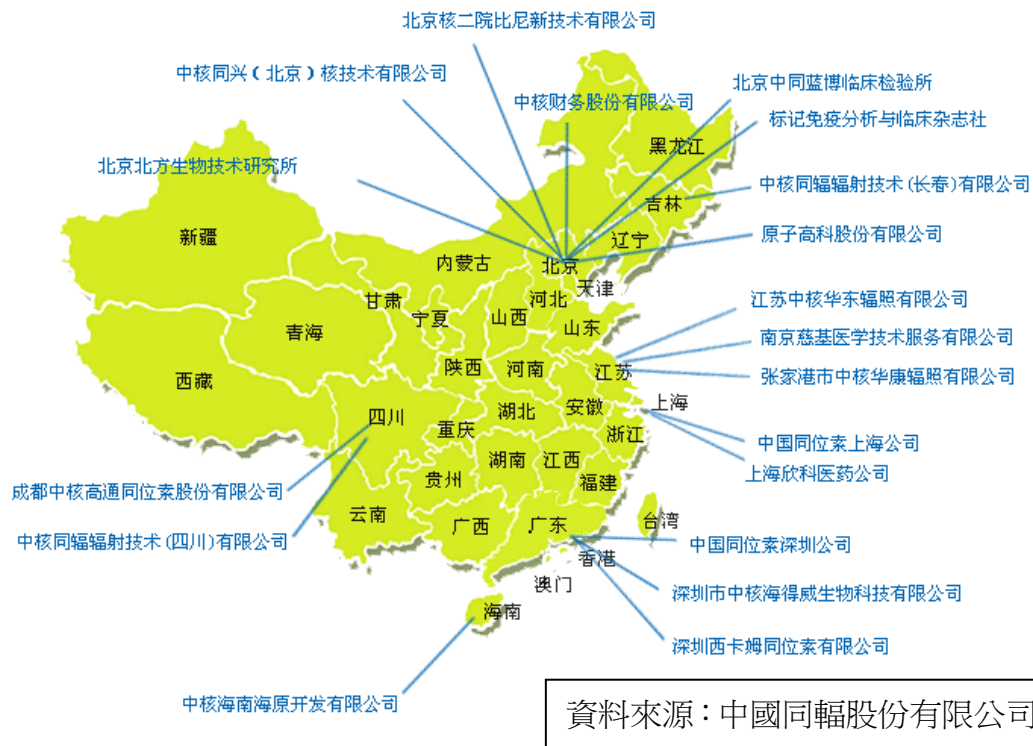 北京核二院比尼新技术有限公司
中核同兴（北京）核技术有限公司
中核财务股份有限公司
北京中同蓝博临床检验所
标记免疫分析与临床杂志社
北京北方生物技术研究所
中核同辐辐射技术(长春)有限公司
原子高科股份有限公司
江苏中核华东辐照有限公司
南京慈基医学技术服务有限公司
张家港市中核华康辐照有限公司
中国同位素上海公司
上海欣科医药公司
成都中核高通同位素股份有限公司
中核同辐辐射技术(四川)有限公司
中国同位素深圳公司
深圳市中核海得威生物科技有限公司
深圳西卡姆同位素有限公司
中核海南海原开发有限公司
黑龙江
吉林
辽宁
新疆
内蒙古
北京
天津
甘肃
宁夏
山西
河北
山东
青海
西藏
陕西
河南
江苏
四川
重庆
湖北
安徽
上海
浙江
贵州
湖南
江西
福建
云南
广西
广东
台湾
香港
澳门
海南
資料來源：中國同輻股份有限公司